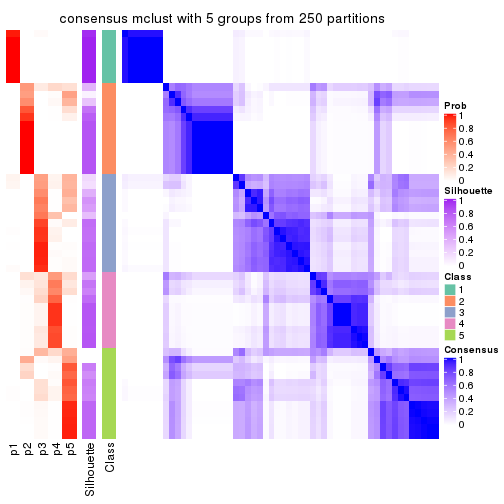 consensus mclust with 5 groups from 250 partitions
Prob
1
0.8
0.6
0.4
0.2
0
Silhouette
1
0.8
0.6
0.4
0.2
0
Class
1
2
3
4
5
Consensus
1
0.8
0.6
0.4
0.2
0
p1
p2
p3
p4
p5
Silhouette
Class